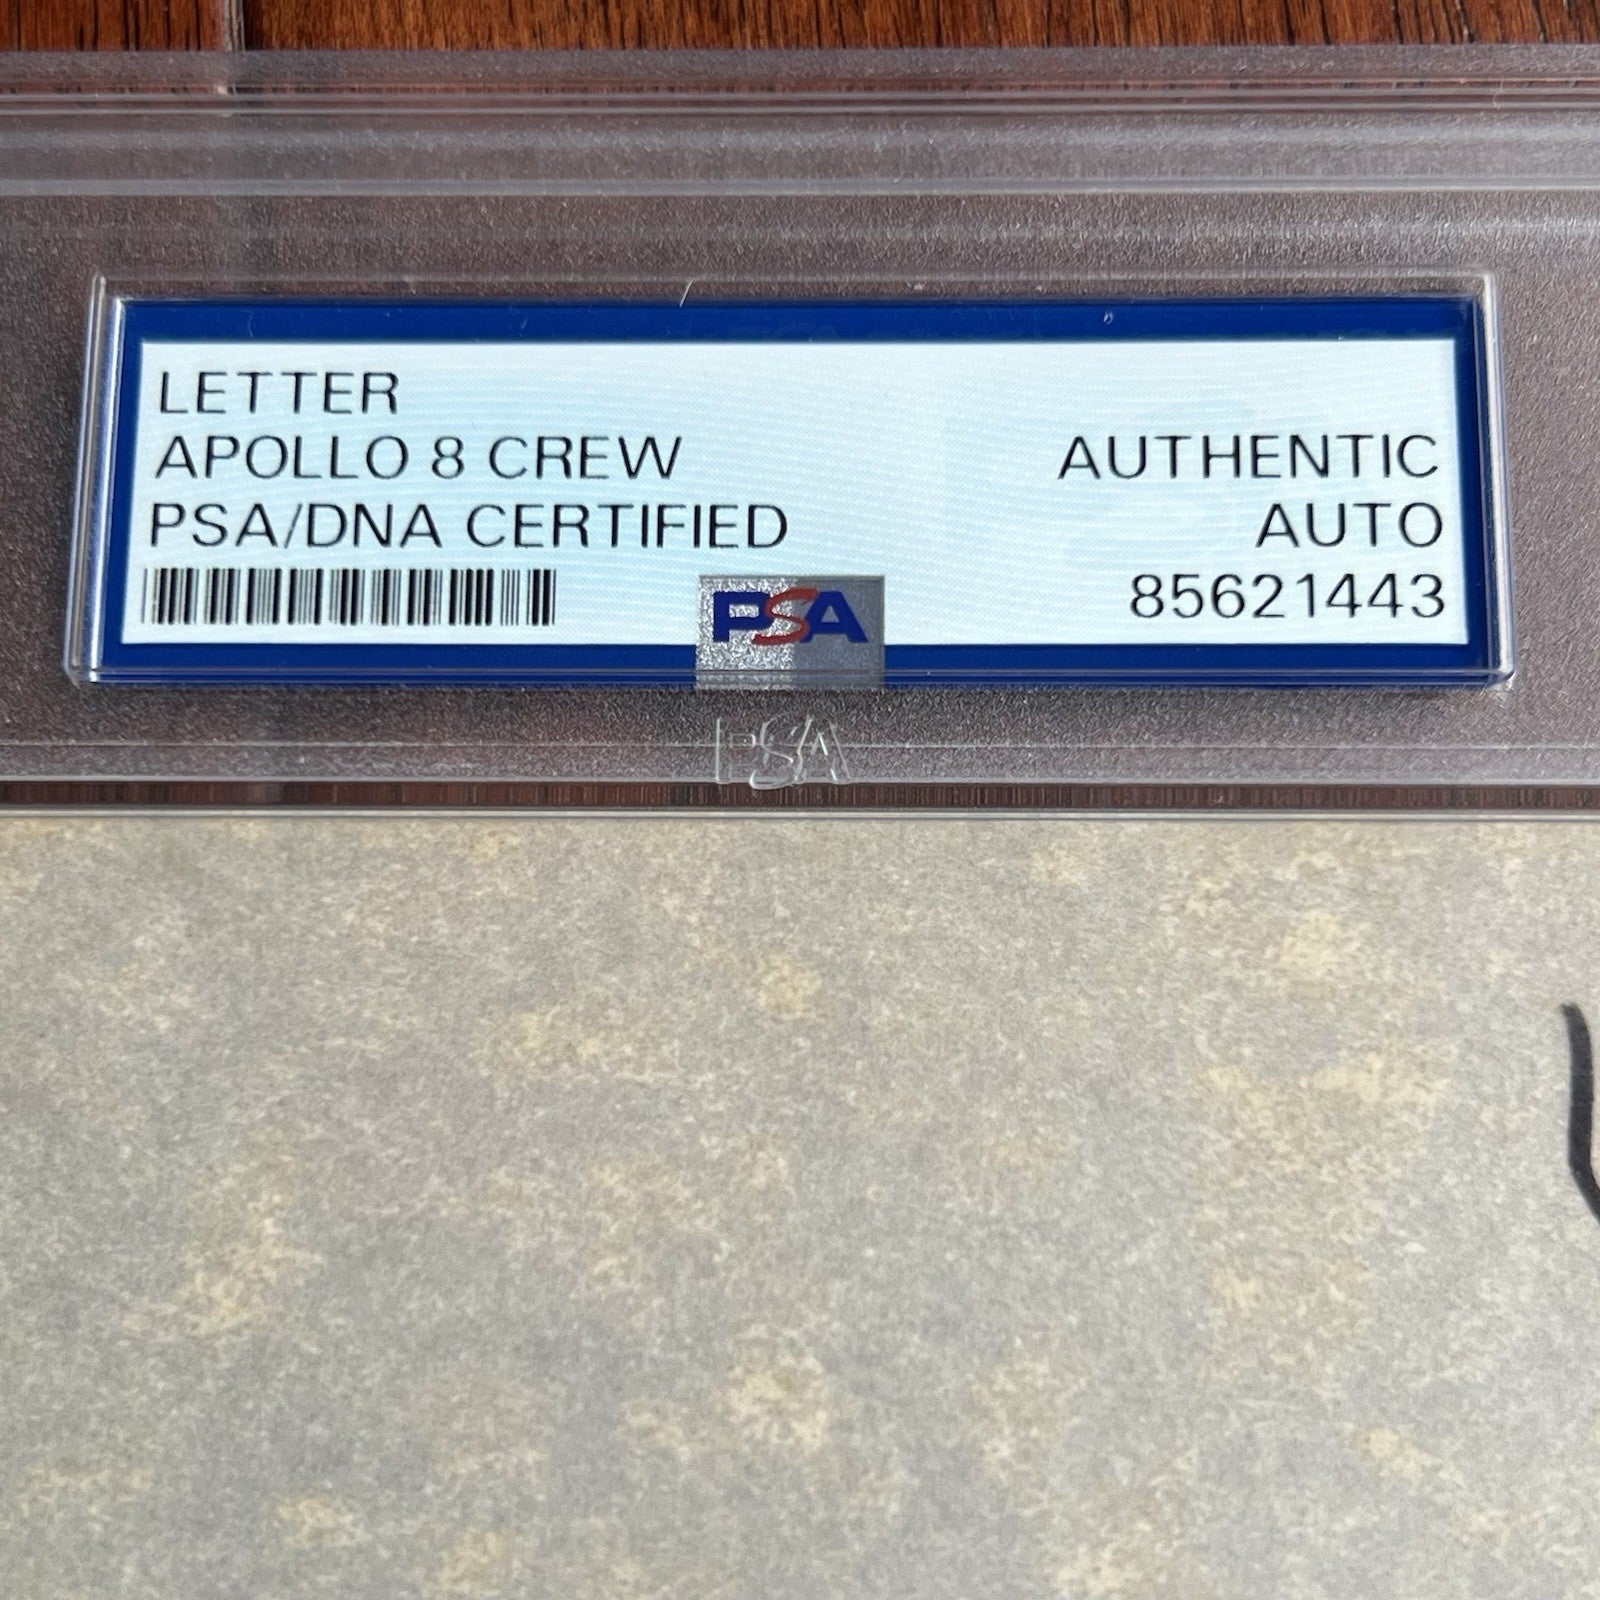 LETTER
APOLLO 8 CREW
PSA/DNA CERTIFIED
AUTHENTIC
AUTO
85621443
PSA
PSA